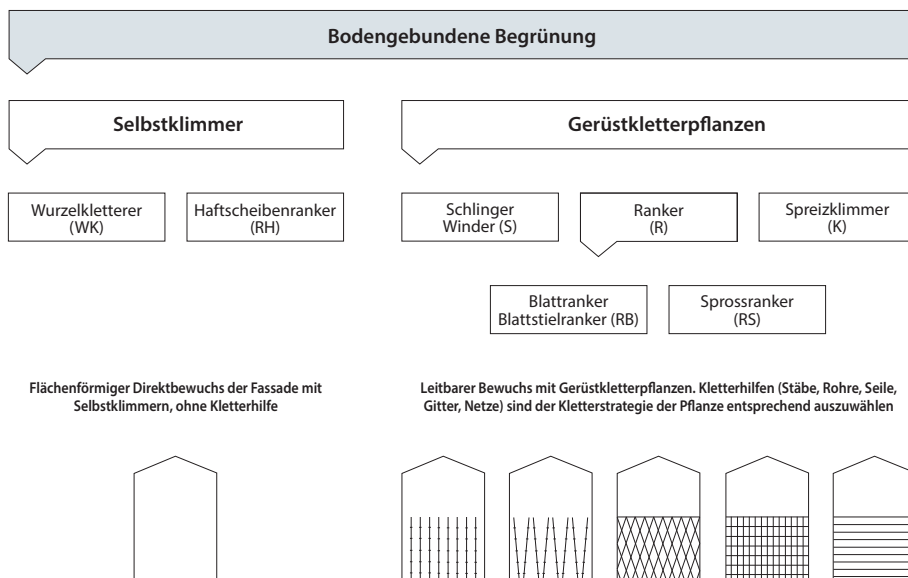 Bodengebundene Begrünung
Selbstklimmer
Gerüstkletterpflanzen
Wurzelkletterer
(WK)
Haftscheibenranker
(RH)
Schlinger
Winder (S)
Ranker
(R)
Spreizklimmer
(K)
Blattranker
Blattstielranker (RB)
Sprossranker
(RS)
Flächenförmiger Direktbewuchs der Fassade mit
Selbstklimmern, ohne Kletterhilfe
Leitbarer Bewuchs mit Gerüstkletterpflanzen. Kletterhilfen (Stäbe, Rohre, Seile,
Gitter, Netze) sind der Kletterstrategie der Pflanze entsprechend auszuwählen